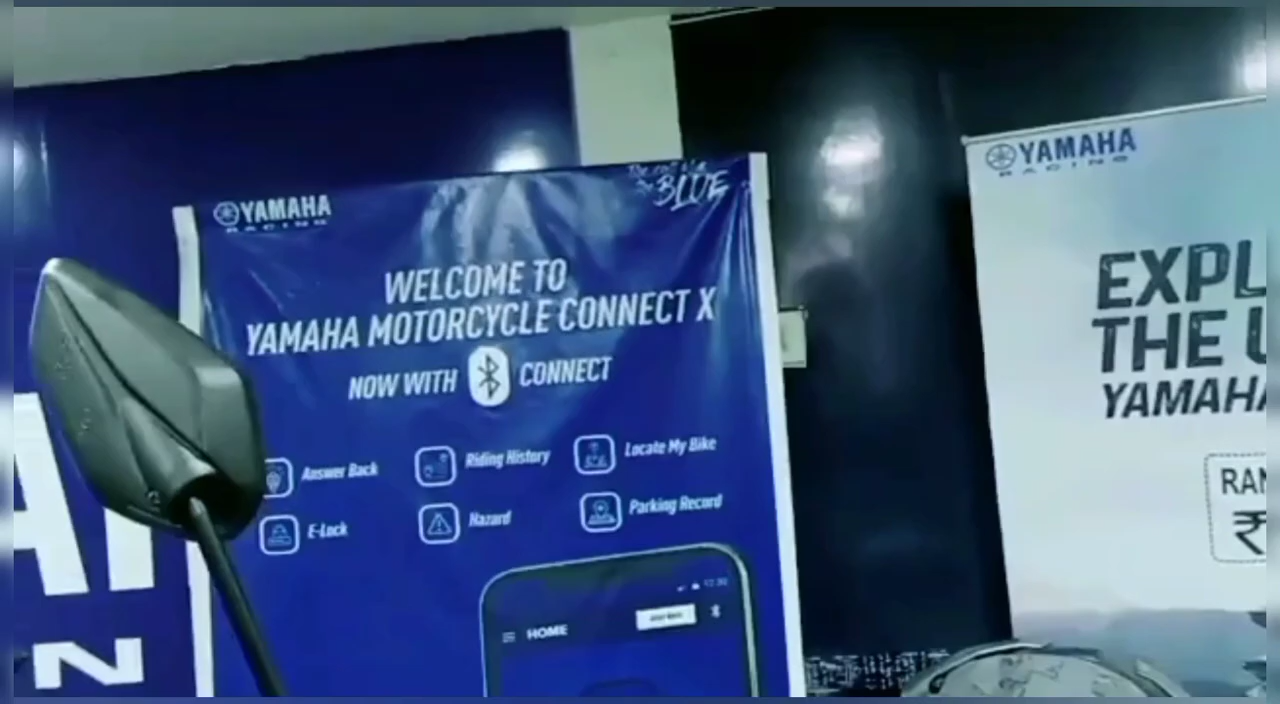 YAMAHA
RACING
The call of the
BLUE
WELCOME TO
YAMAHA MOTORCYCLE CONNECT X
NOW WITH CONNECT
Answer Back
Riding History
Locate My Bike
E-Lock
Hazard
Parking Record
HOME
YAMAHA
RACING
EXPL
THE U
YAMAHA
RAN
₹
A
N